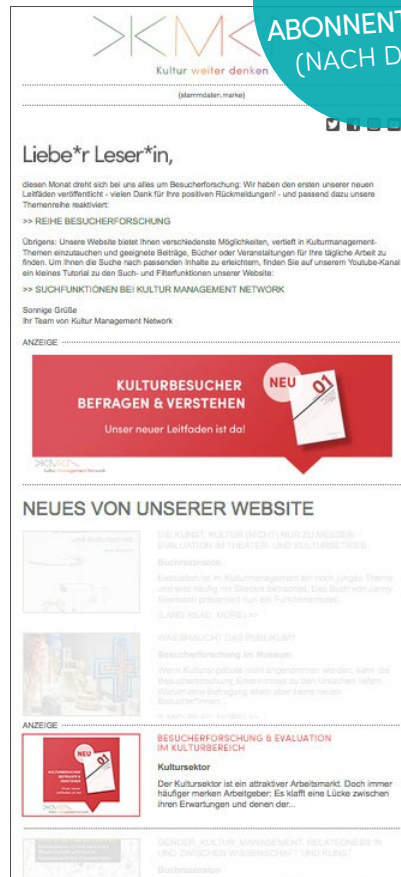 ABONNENT
(NACH D
KMN
Kultur weiter denken
{stammdaten.marke}
Liebe*r Leser*in,
diesen Monat dreht sich bei uns alles um Besucherforschung: Wir haben den ersten unserer neuen
Leitfäden veröffentlicht - vielen Dank für Ihre positiven Rückmeldungen! - und passend dazu unsere
Themenreihe reaktiviert:
>> REIHE BESUCHERFORSCHUNG
Übrigens: Unsere Website bietet Ihnen verschiedenste Möglichkeiten, vertieft in Kulturmanagement-
Themen einzutauchen und geeignete Beiträge, Bücher oder Veranstaltungen für Ihre tägliche Arbeit zu
finden. Um Ihnen die Suche nach passenden Inhalte zu erleichtern, finden Sie auf unserem Youtube-Kanal
ein kleines Tutorial zu den Such- und Filterfunktionen unserer Website:
>> SUCHFUNKTIONEN BEI KULTUR MANAGEMENT NETWORK
Sonnige Grüße
Ihr Team von Kultur Management Network
ANZEIGE
KULTURBESUCHER
BEFRAGEN & VERSTEHEN
Unser neuer Leitfaden ist da!
NEU
01
Kultur Management Network
NEUES VON UNSERER WEBSITE
DIE KUNST, KULTUR (NICHT) NUR ZU MESSEN:
EVALUATION IM THEATER- UND KULTURBETRIEB
Buchrezension
Evaluation ist im Kulturmanagement ein noch junges Thema
und wird häufig mit Skepsis betrachtet. Das Buch von
präsentiert nun ein Funktionsmodell
(LANG-READ_MORE) >>
WAS BRAUCHT DAS PUBLIKUM?
Besucherforschung im Museum
Wenn Kulturangebote nicht angenommen werden, kann die
Besucherforschung Erkenntnisse zu den Ursachen liefern.
Warum eine Befragung allein aber keine neuen
Besucher*innen...
(LANG-READ_MORE) >>
ANZEIGE
NEU
01
BESUCHERFORSCHUNG & EVALUATION
IM KULTURBEREICH
Kultursektor
Der Kultursektor ist ein attraktiver Arbeitsmarkt. Doch immer
häufiger merken Arbeitgeber: Es klafft eine Lücke zwischen
ihren Erwartungen und denen der...
GENDER_KULTUR_MANAGEMENT. RELATEDNESS IN
UND ZWISCHEN WISSENSCHAFT UND KUNST
Buchrezension